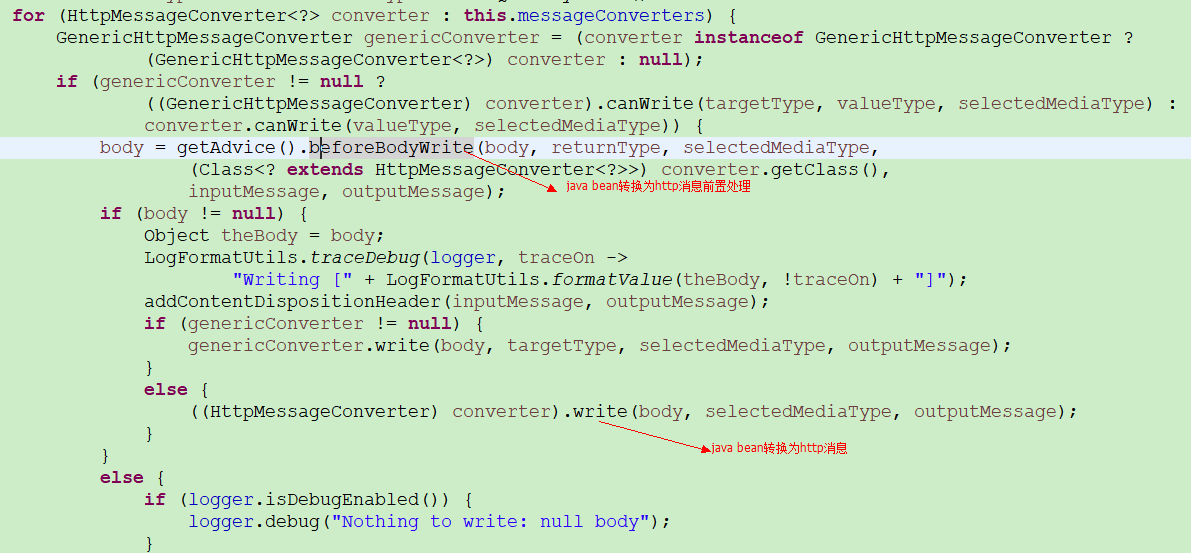 for (HttpMessageConverter<?> converter : this.messageConverters) {
GenericHttpMessageConverter genericConverter = (converter instanceof GenericHttpMessageConverter ?
(GenericHttpMessageConverter<?>) converter : null);
if (genericConverter != null ?
((GenericHttpMessageConverter) converter).canWrite(targetType, valueType, selectedMediaType) :
converter.canWrite(valueType, selectedMediaType)) {
body = getAdvice().beforeBodyWrite(body, returnType, selectedMediaType,
(Class<? extends HttpMessageConverter<?>>) converter.getClass(),
java bean转换为http消息前置处理
inputMessage, outputMessage);
if (body != null) {
Object theBody = body;
LogFormatUtils.traceDebug(logger, traceOn ->
"Writing [" + LogFormatUtils.formatValue(theBody, !traceOn) + "]");
addContentDispositionHeader(inputMessage, outputMessage);
if (genericConverter != null) {
genericConverter.write(body, targetType, selectedMediaType, outputMessage);
}
else {
((HttpMessageConverter) converter).write(body, selectedMediaType, outputMessage);
}
java bean转换为http消息
}
else {
if (logger.isDebugEnabled()) {
logger.debug("Nothing to write: null body");
}